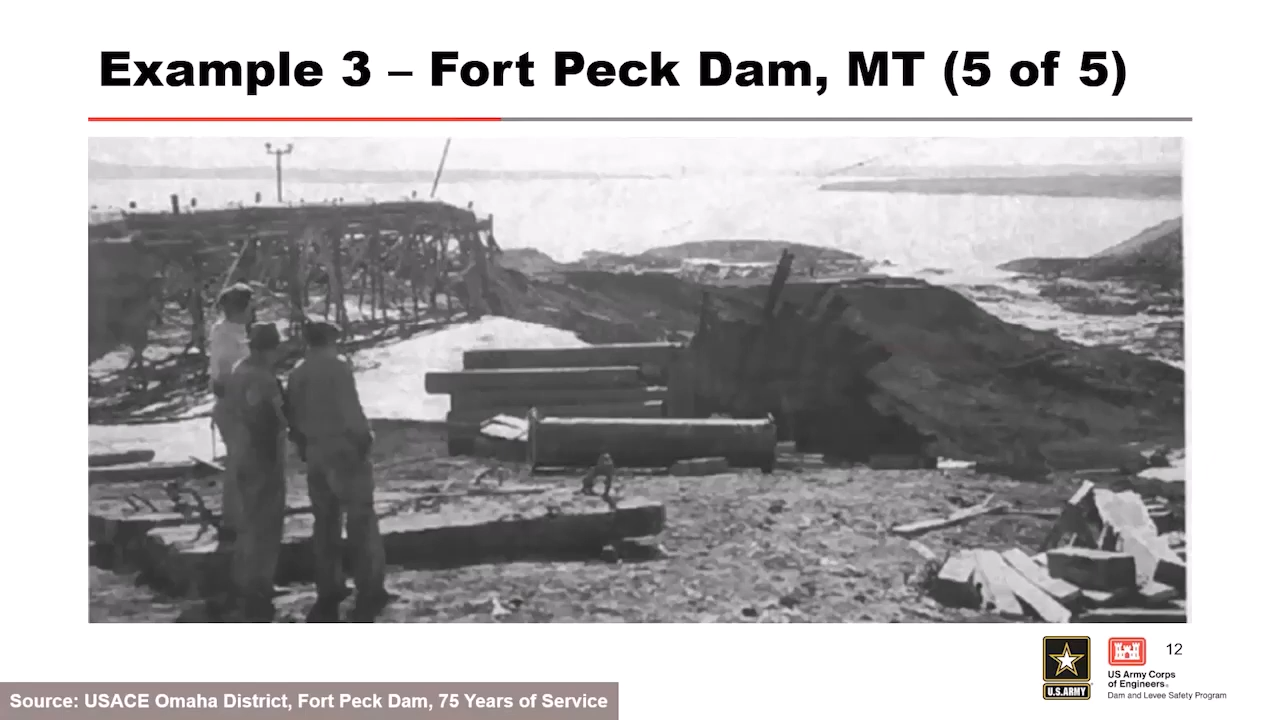 Example 3 – Fort Peck Dam, MT (5 of 5)
12
U.S.ARMY
US Army Corps
of Engineers®
Dam and Levee Safety Program
Source: USACE Omaha District, Fort Peck Dam, 75 Years of Service